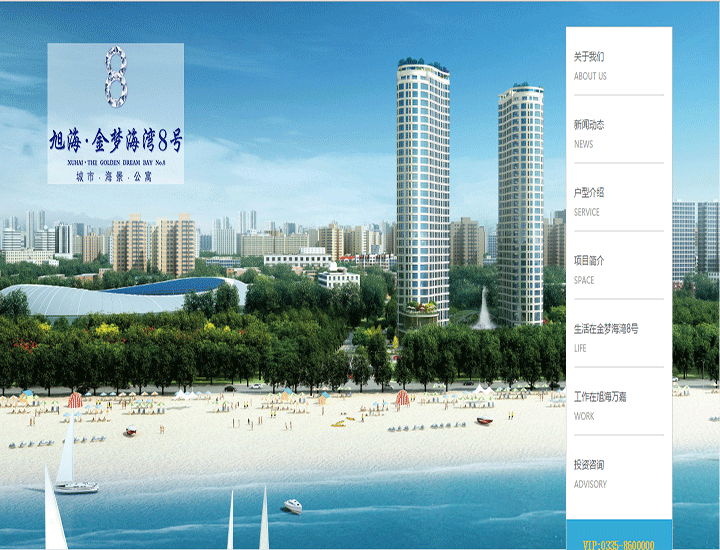 8
旭海·金梦海湾8号
XUHAI·THE GOLDEN DREAM BAY No.8
城市·海景·公寓
关于我们
ABOUT US
新闻动态
NEWS
户型介绍
SERVICE
项目简介
SPACE
生活在金梦海湾8号
LIFE
工作在旭海万嘉
WORK
投资咨询
ADVISORY
VIP:0335-8600000